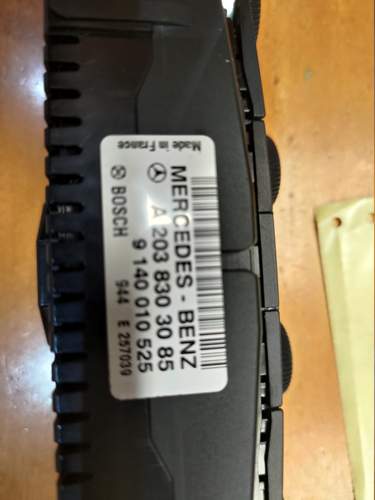 Made in France
MERCEDES - BENZ
A 203 830 30 85
BOSCH 9 140 010 525
944 E 257039